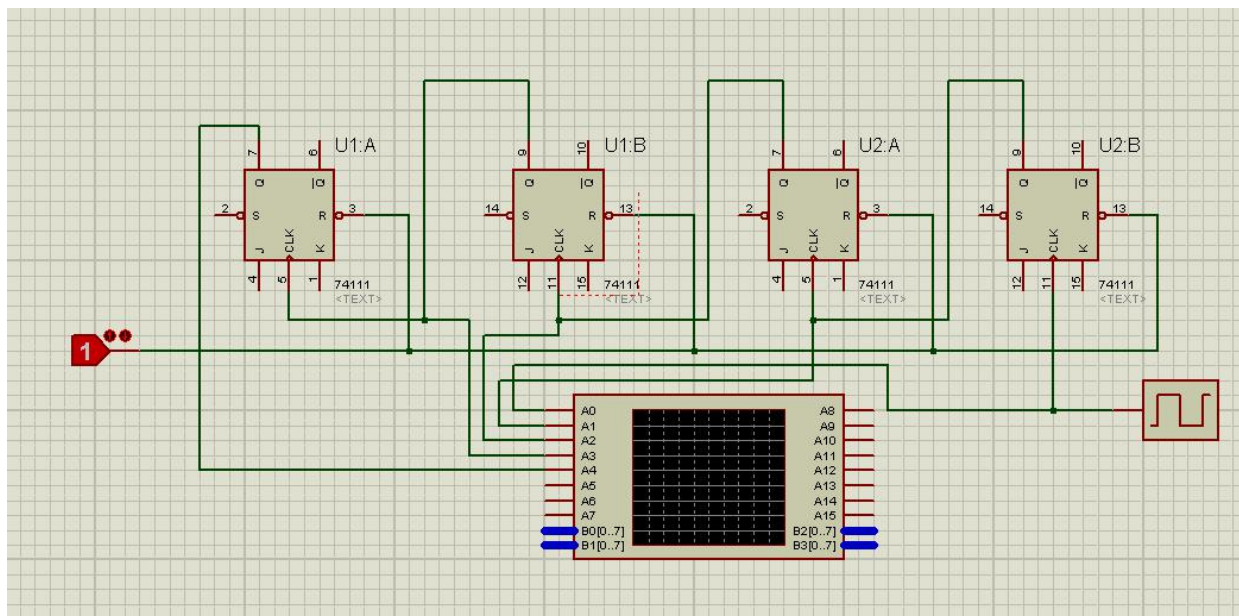 U1:A
7
6
Q
Q
2
S
R
3
J
CLK
K
4
5
1
74111
<TEXT>
U1:B
9
10
Q
Q
14
S
R
13
J
CLK
K
12
11
15
74111
<TEXT>
U2:A
7
6
Q
Q
2
S
R
3
J
CLK
K
4
5
1
74111
<TEXT>
U2:B
9
10
Q
Q
14
S
R
13
J
CLK
K
12
11
15
74111
<TEXT>
1
A0
A1
A2
A3
A4
A5
A6
A7
B0[0..7]
B1[0..7]
A8
A9
A10
A11
A12
A13
A14
A15
B2[0..7]
B3[0..7]